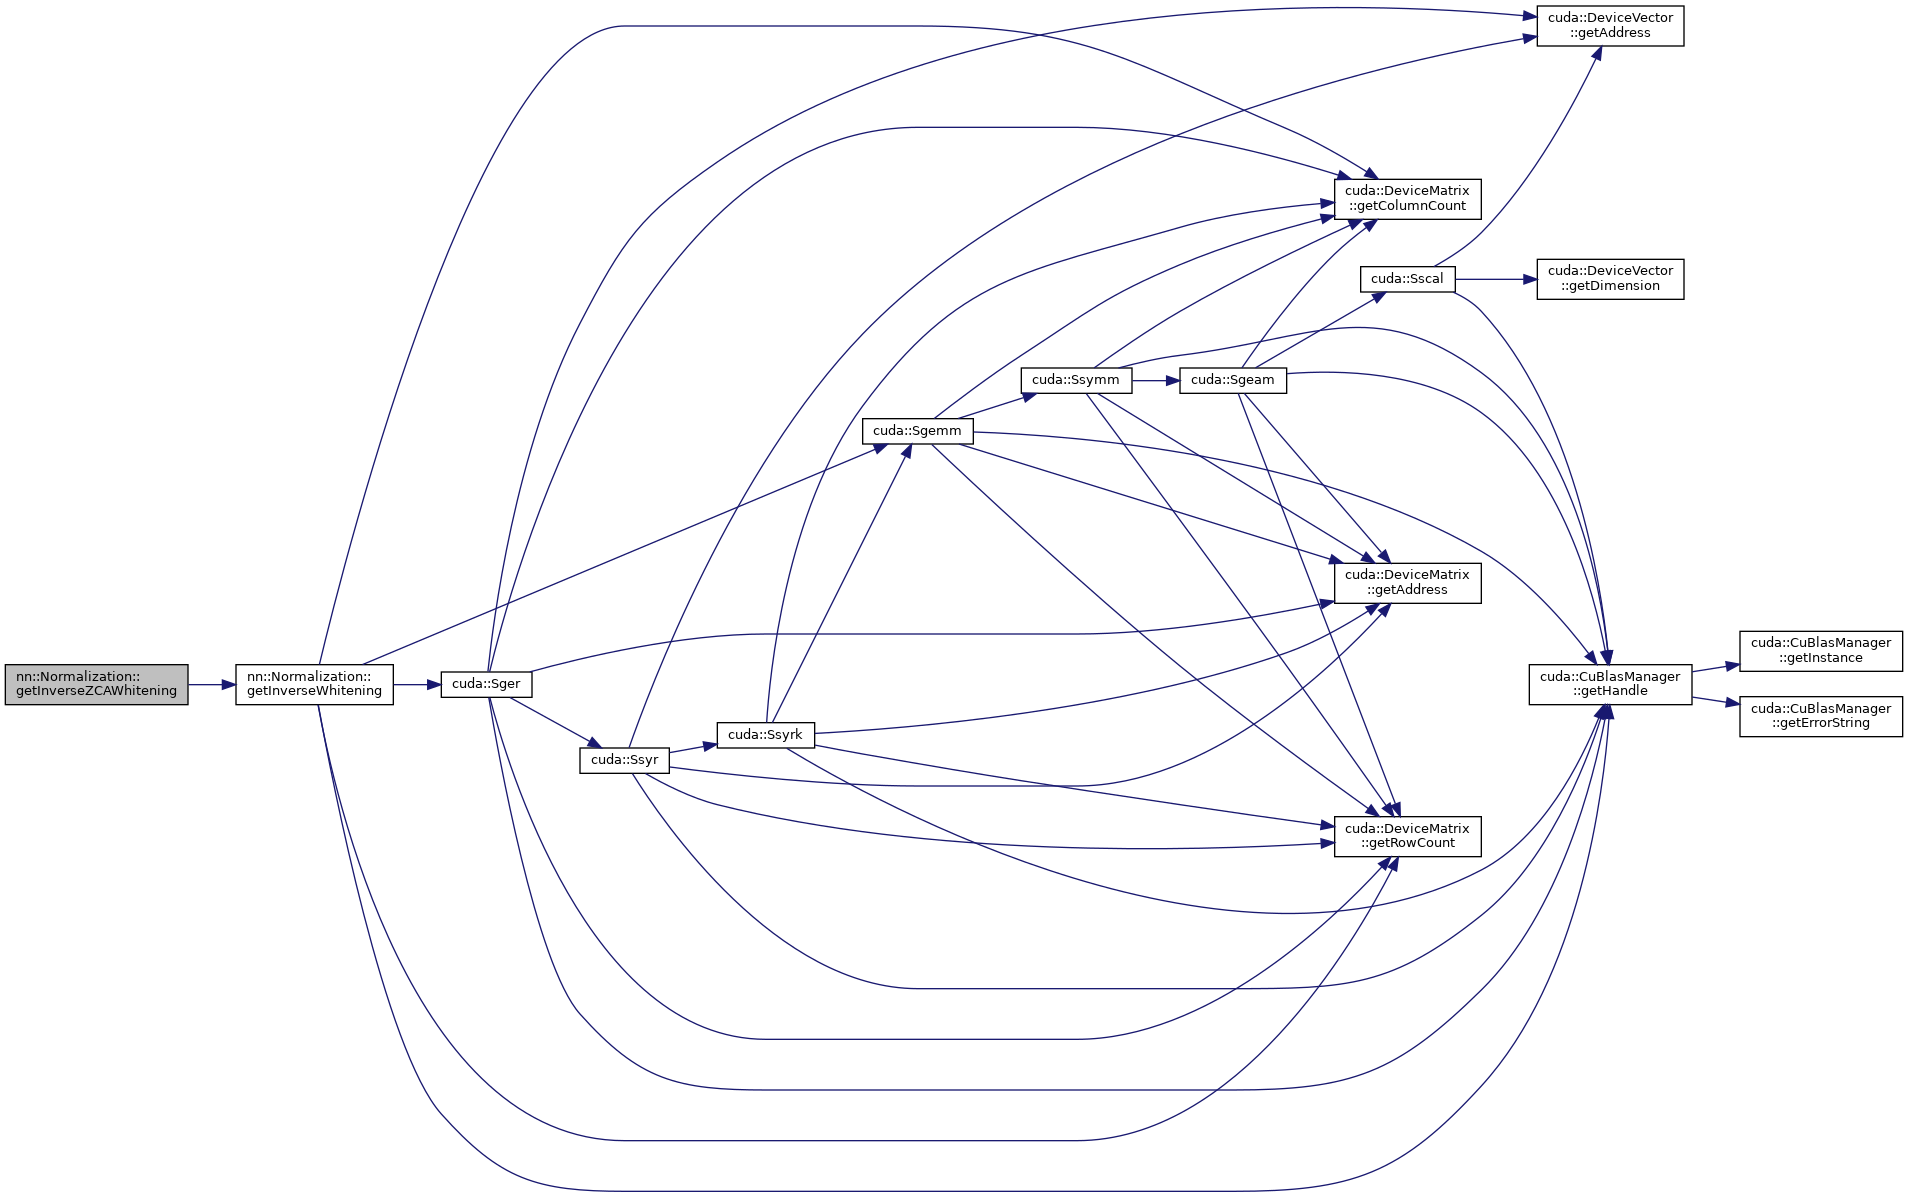 cuda::DeviceVector
::getAddress
cuda::DeviceMatrix
::getColumnCount
cuda::Sscal
cuda::DeviceVector
::getDimension
cuda::Ssymm
cuda::Sgeam
cuda::Sgemm
cuda::DeviceMatrix
::getAddress
nn::Normalization::
getInverseZCAWhitening
nn::Normalization::
getInverseWhitening
cuda::Sger
cuda::CuBlasManager
::getHandle
cuda::CuBlasManager
::getInstance
cuda::CuBlasManager
::getErrorString
cuda::Ssyrk
cuda::Ssyr
cuda::DeviceMatrix
::getRowCount